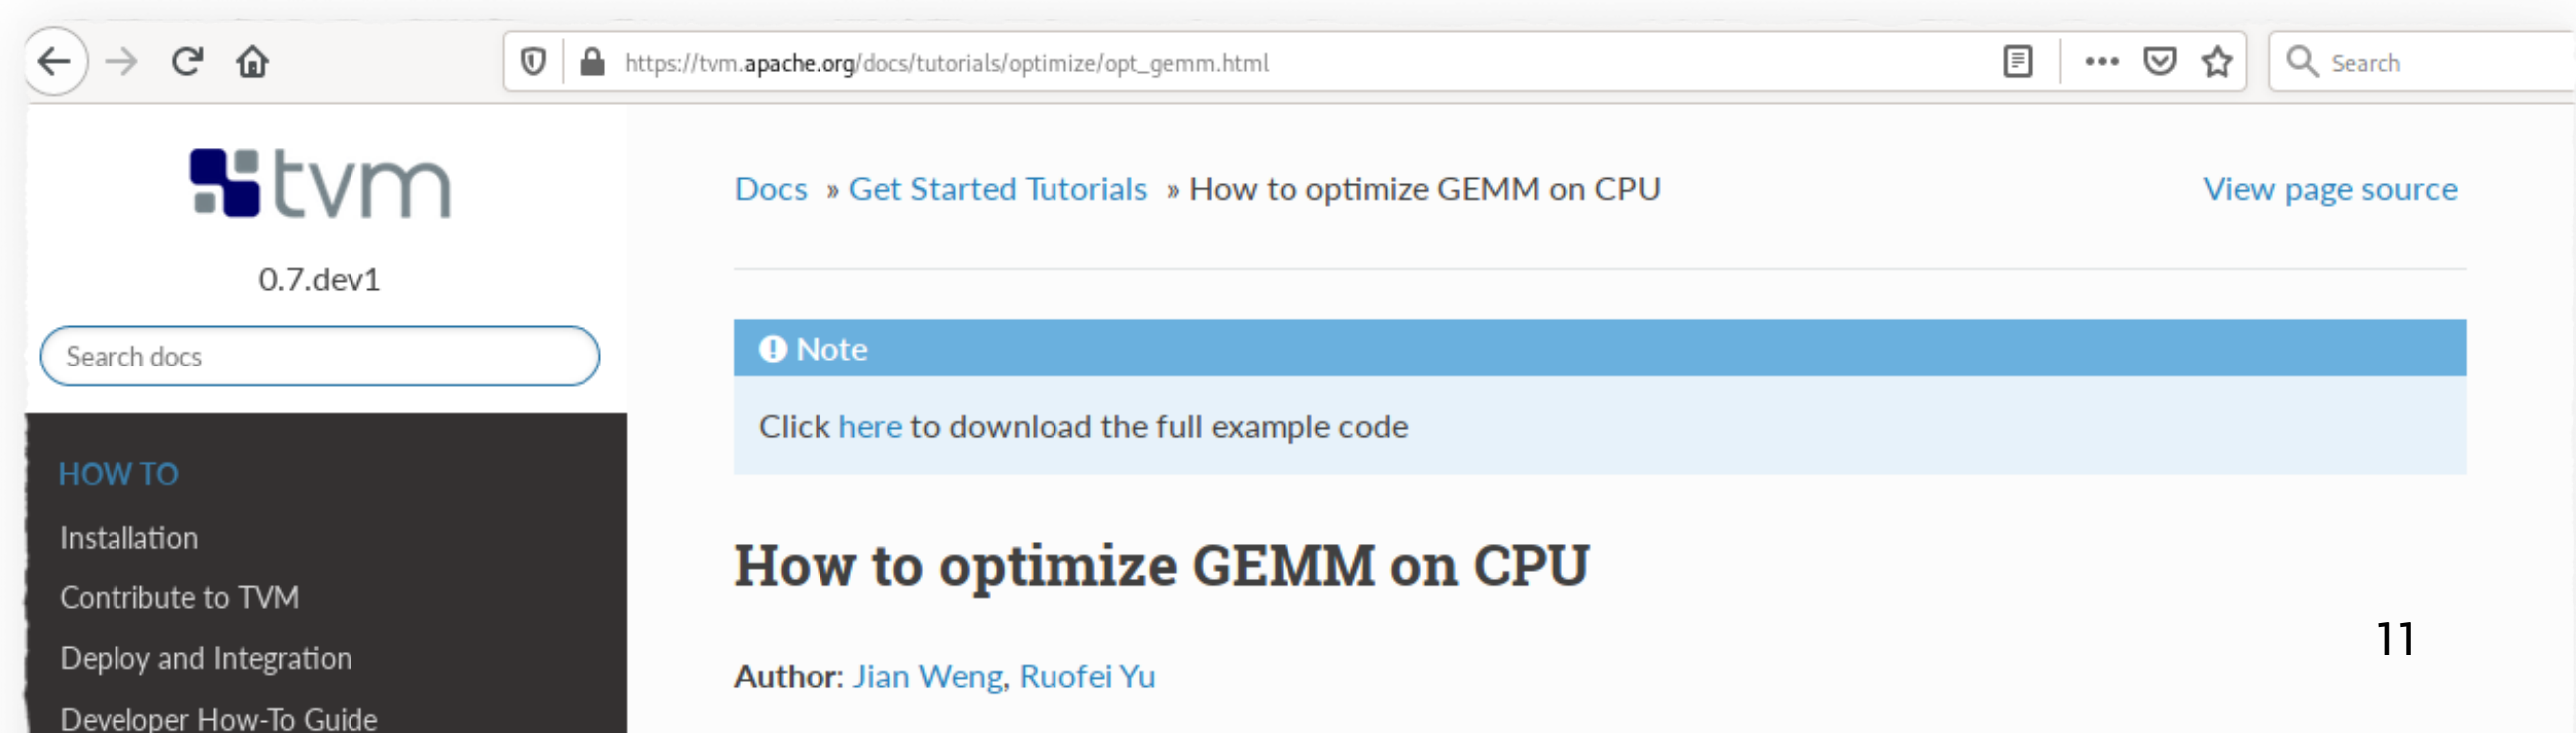 https://tvm.apache.org/docs/tutorials/optimize/opt_gemm.html
Search
tvm
0.7.dev1
Search docs
HOW TO
Installation
Contribute to TVM
Deploy and Integration
Developer How-To Guide
Docs » Get Started Tutorials » How to optimize GEMM on CPU
View page source
Note
Click here to download the full example code
How to optimize GEMM on CPU
Author: Jian Weng, Ruofei Yu
11